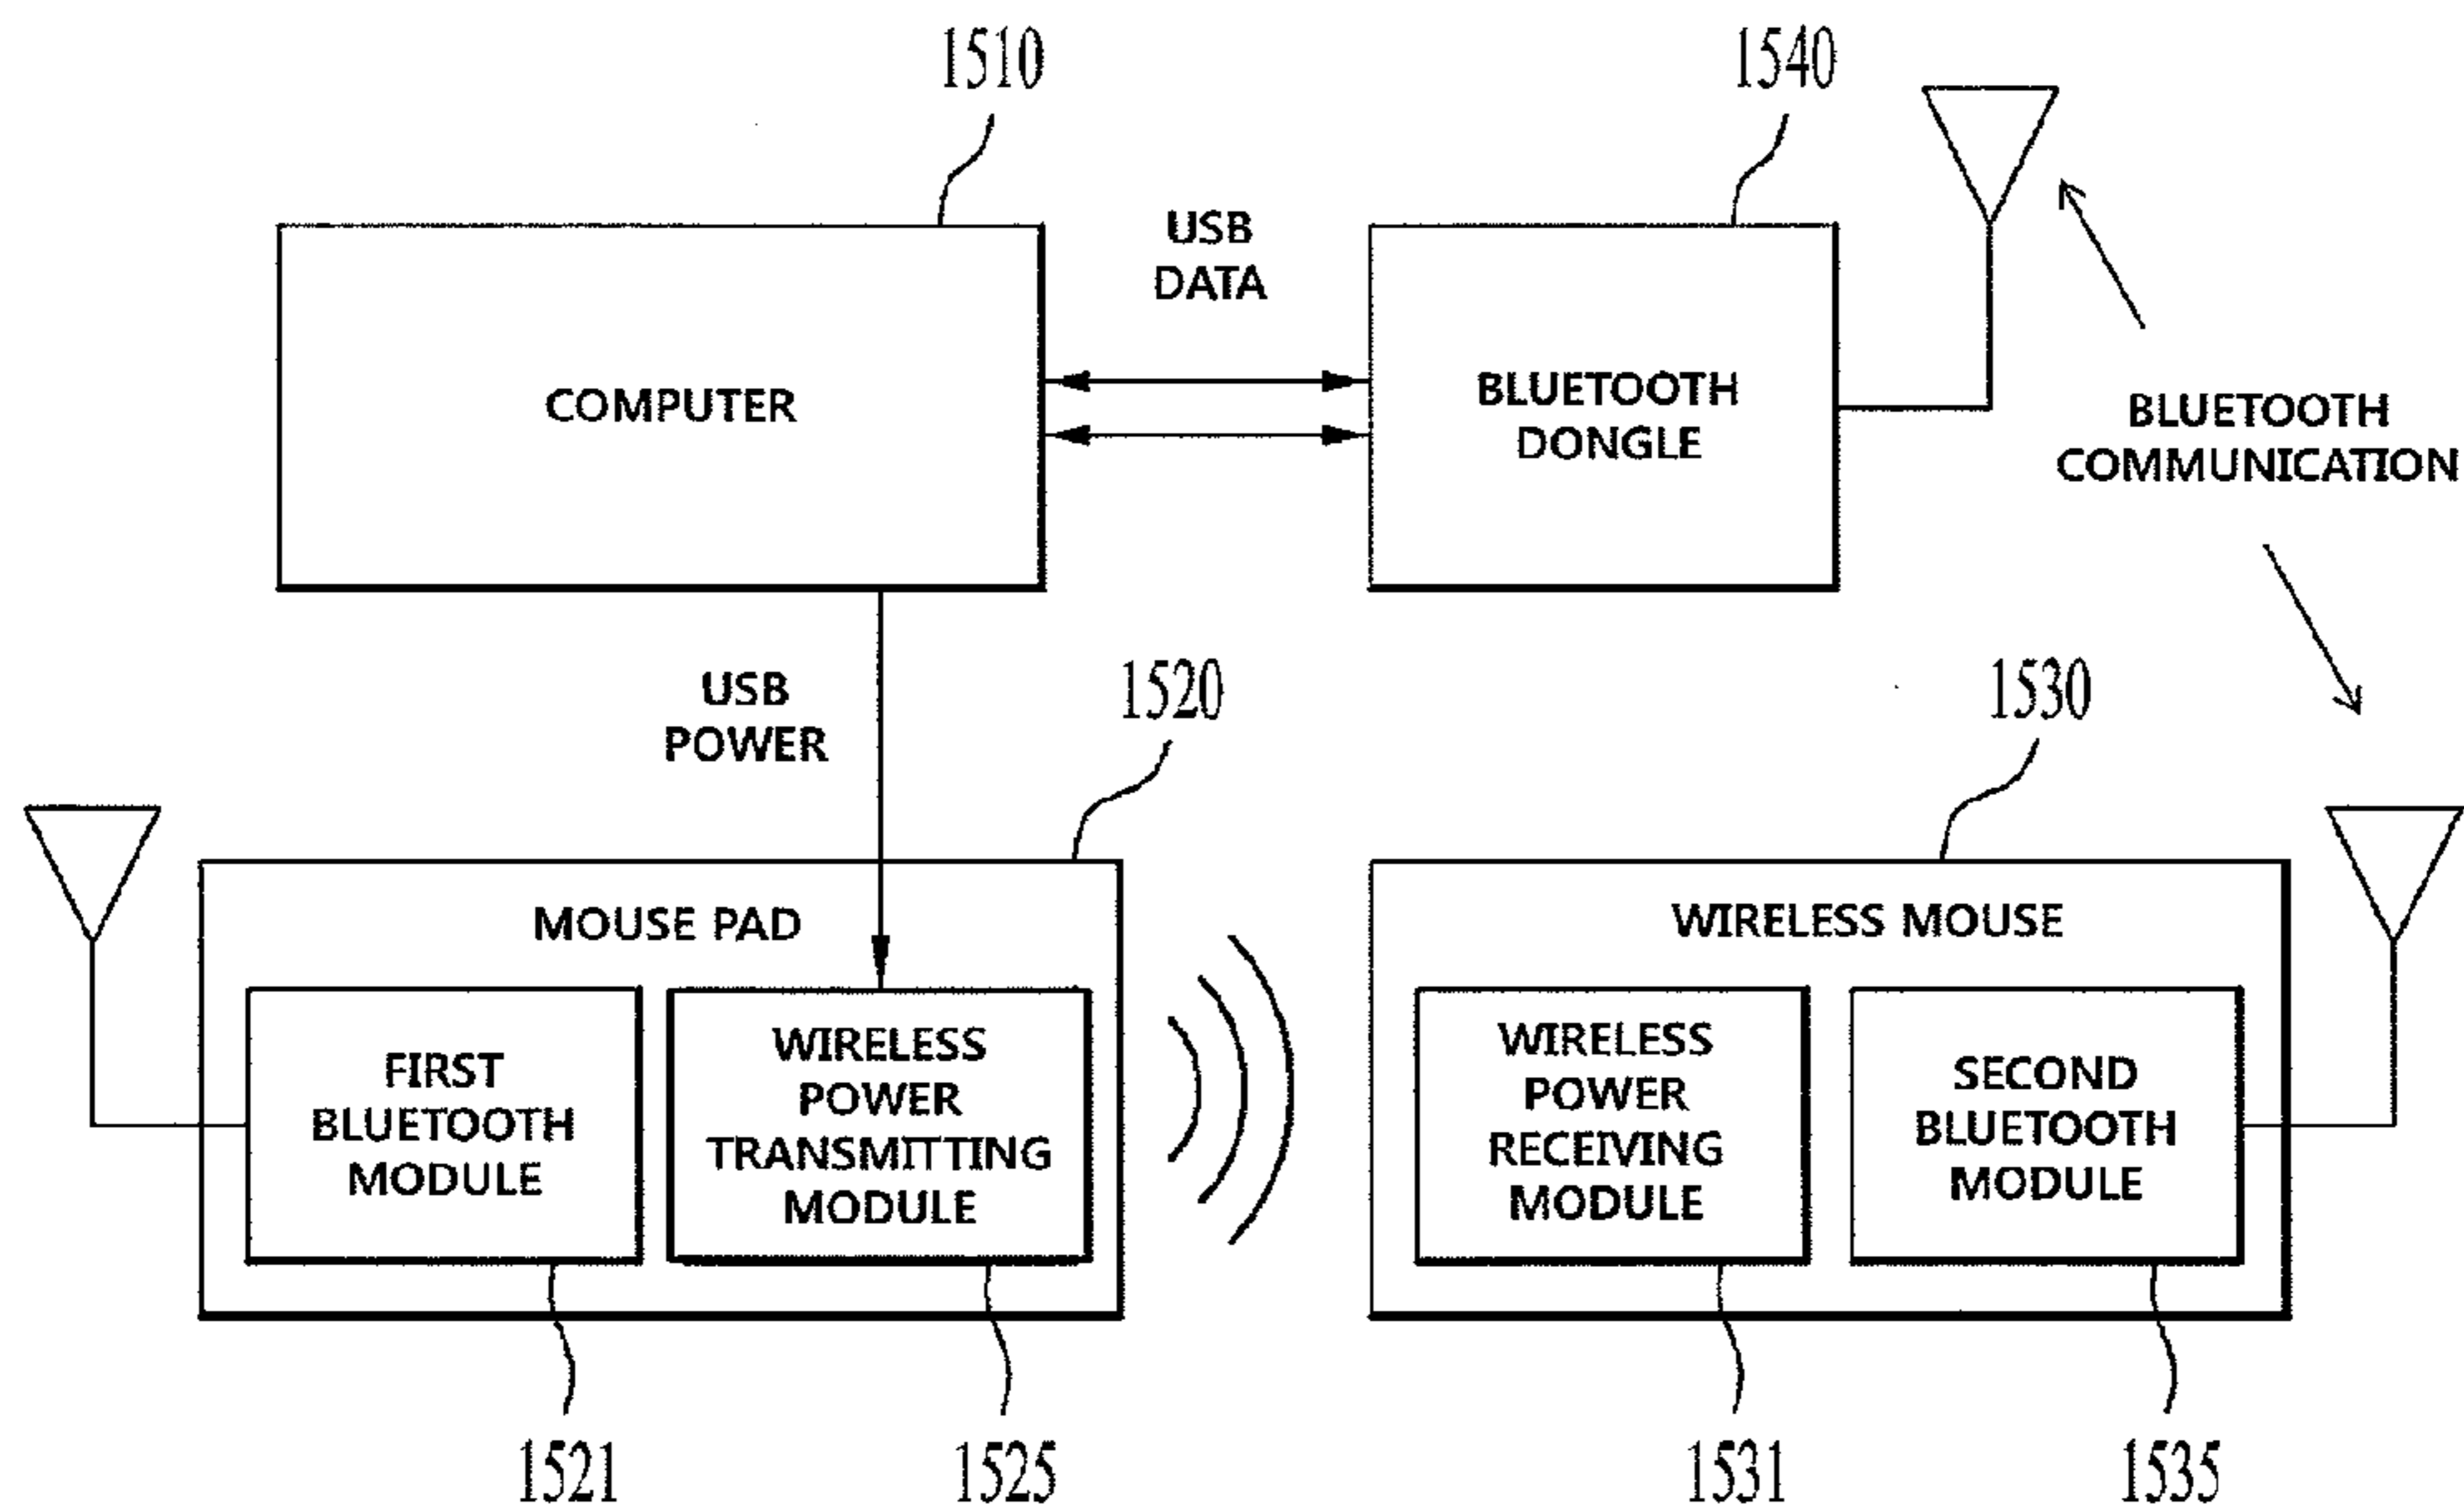 1510
1540
USB
DATA
COMPUTER
BLUETOOTH
DONGLE
BLUETOOTH
COMMUNICATION
USB
POWER
1520
1530
MOUSE PAD
WIRELESS MOUSE
FIRST
BLUETOOTH
MODULE
WIRELESS
POWER
TRANSMITTING
MODULE
WIRELESS
POWER
RECEIVING
MODULE
SECOND
BLUETOOTH
MODULE
1521
1525
1531
1535